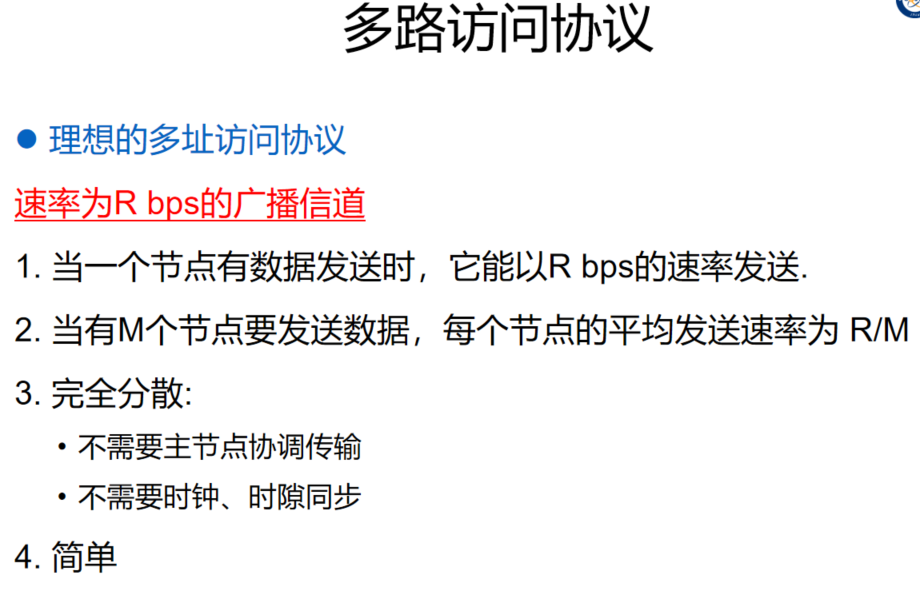 多路访问协议
● 理想的多址访问协议
速率为R bps的广播信道
1. 当一个节点有数据发送时，它能以R bps的速率发送.
2. 当有M个节点要发送数据，每个节点的平均发送速率为 R/M
3. 完全分散:
• 不需要主节点协调传输
• 不需要时钟、时隙同步
4. 简单